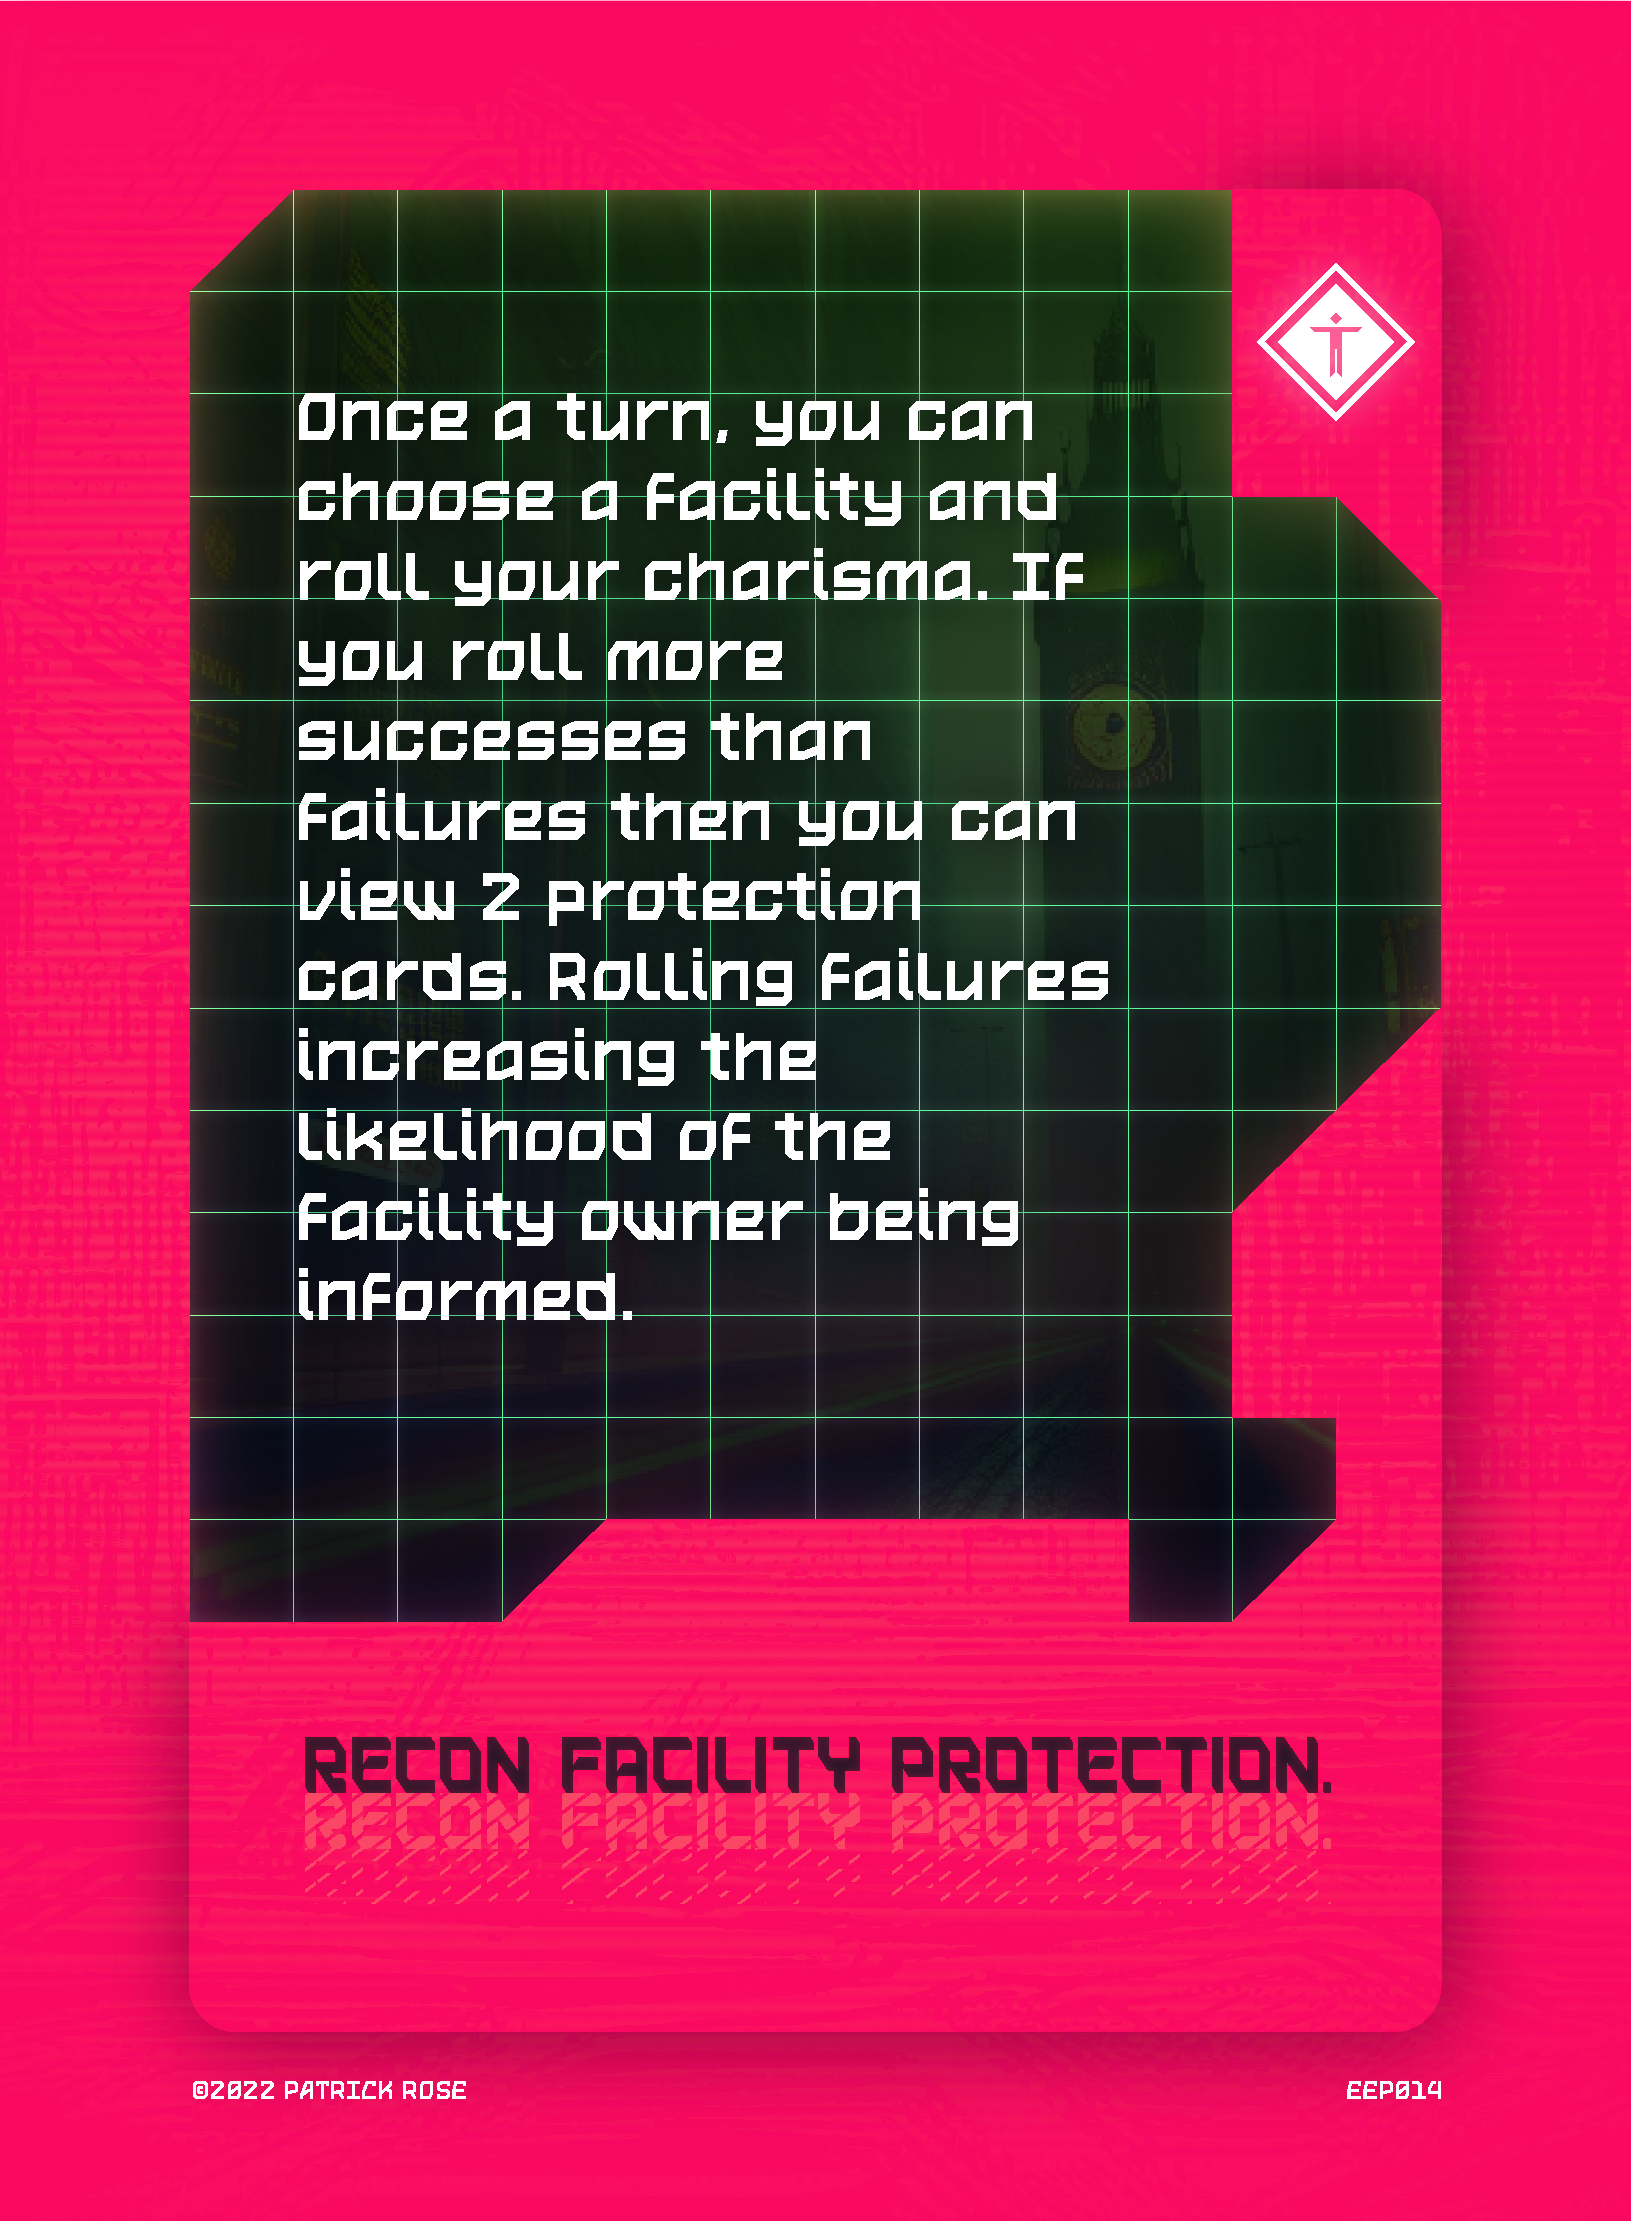 Once a turn, you can
choose a facility and
roll your charisma. If
you roll more
successes than
failures then you can
view 2 protection
cards. Rolling failures
increasing the
likelihood of the
facility owner being
informed.
RECON FACILITY PROTECTION.
RECON FACILITY PROTECTION.
©2022 PATRICK ROSE
EEP014